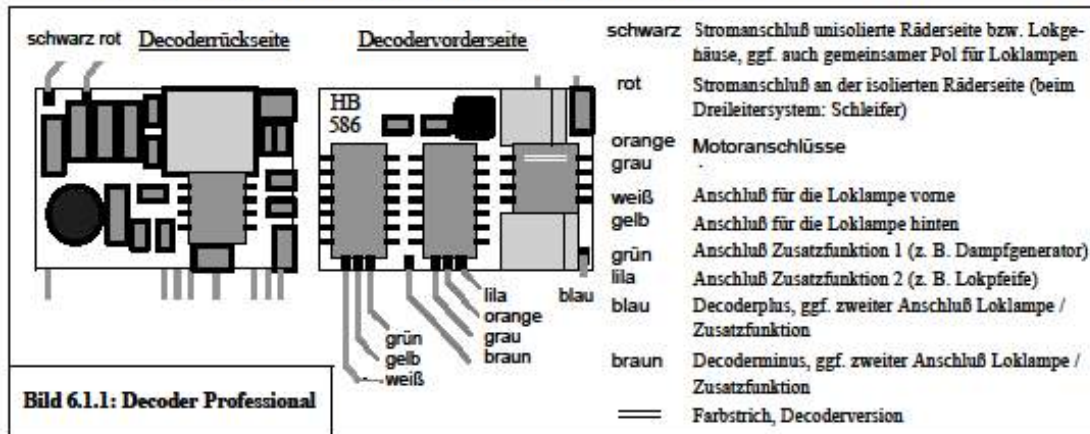 schwarz rot Decoderrückseite Decodervorderseite
HB
586
lila
orange
grau
braun
grün
gelb
weiß
blau
Bild 6.1.1: Decoder Professional
schwarz Stromanschluß unisolierte Räderseite bzw. Lokge-
häuse, ggf. auch gemeinsamer Pol für Loklampen
rot Stromanschluß an der isolierten Räderseite (beim
Dreileitersystem: Schleifer)
orange Motoranschlüsse
grau
weiß Anschluß für die Loklampe vorne
gelb Anschluß für die Loklampe hinten
grün Anschluß Zusatzfunktion 1 (z. B. Dampfgenerator)
lila Anschluß Zusatzfunktion 2 (z. B. Lokpfeife)
blau Decoderplus, ggf. zweiter Anschluß Loklampe /
Zusatzfunktion
braun Decoderminus, ggf. zweiter Anschluß Loklampe /
Zusatzfunktion
Farbstrich, Decoderversion